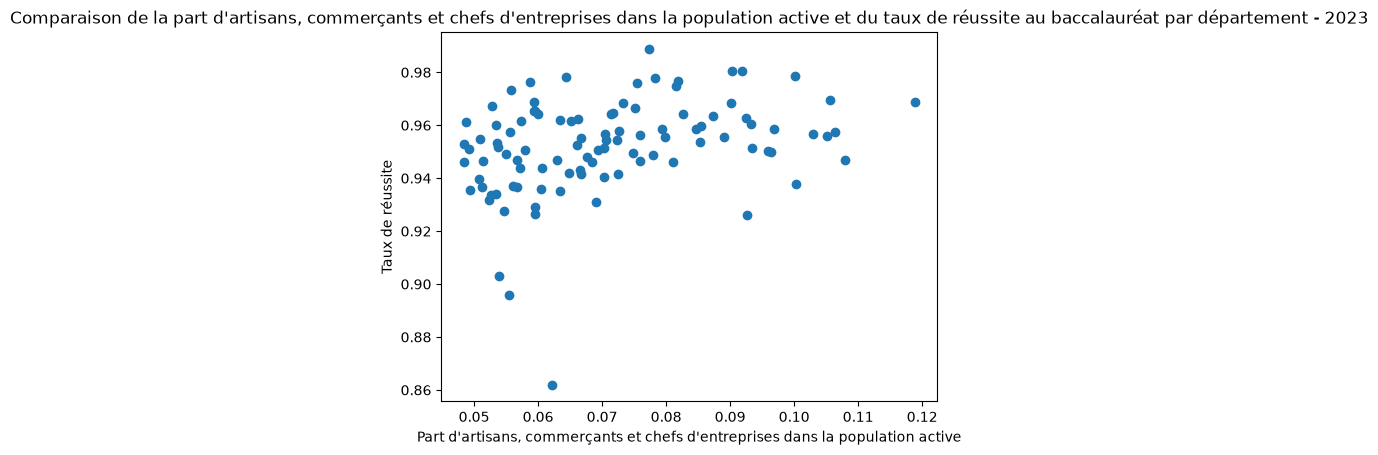 Comparaison de la part d'artisans, commerçants et chefs d'entreprises dans la population active et du taux de réussite au baccalauréat par département - 2023
Taux de réussite
0.98
0.96
0.94
0.92
0.90
0.88
0.86
0.05 0.06 0.07 0.08 0.09 0.10 0.11 0.12
Part d'artisans, commerçants et chefs d'entreprises dans la population active